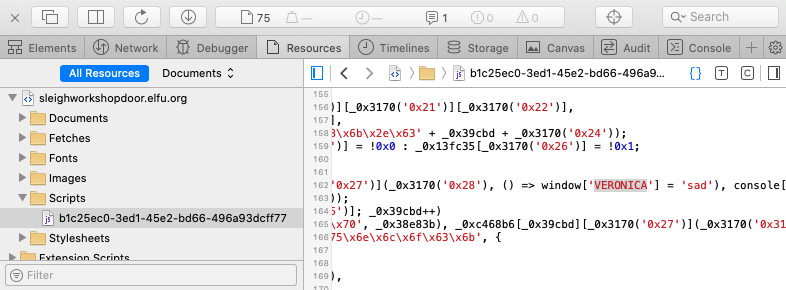 75 — — 1 0 0 Search
Elements Network Debugger Resources Timelines Storage Canvas Audit Console
All Resources Documents b1c25ec0-3ed1-45e2-bd66-496a9... {} T C
sleighworkshopdoor.elfu.org
Documents
Fetches
Fonts
Images
Scripts
b1c25ec0-3ed1-45e2-bd66-496a93dcff77
Stylesheets
Extension Scripts
Filter
155
156 )][_0x3170('0x21')][_0x3170('0x22')],
157 ],
158 3\x6b\x2e\x63' + _0x39cbd + _0x3170('0x24'));
159 ')] = !0x0 : _0x13fc35[_0x3170('0x26')] = !0x1;
160
161
162 '0x27')](_0x3170('0x28'), () => window['VERONICA'] = 'sad'), console[
163 ));
164 5')]; _0x39cbd++)
165 \x70', _0x38e83b), _0xc468b6[_0x39cbd][_0x3170('0x27')](_0x3170('0x31
166 75\x6e\x6c\x6f\x63\x6b', {
167
169 ),
170